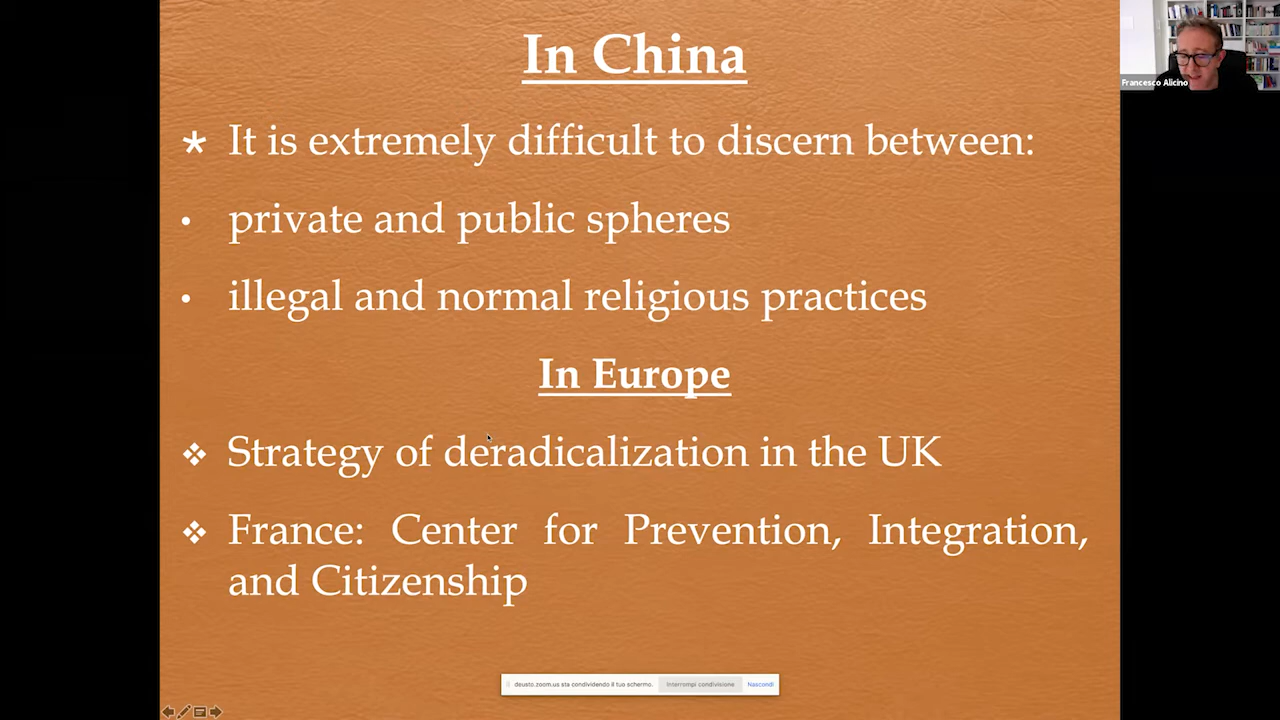 In China
Francesco Alicino
* It is extremely difficult to discern between:
• private and public spheres
• illegal and normal religious practices
In Europe
❖ Strategy of deradicalization in the UK
❖ France: Center for Prevention, Integration,
and Citizenship
deusto.zoom.us sta condividendo il tuo schermo. Interrompi condivisione Nascondi